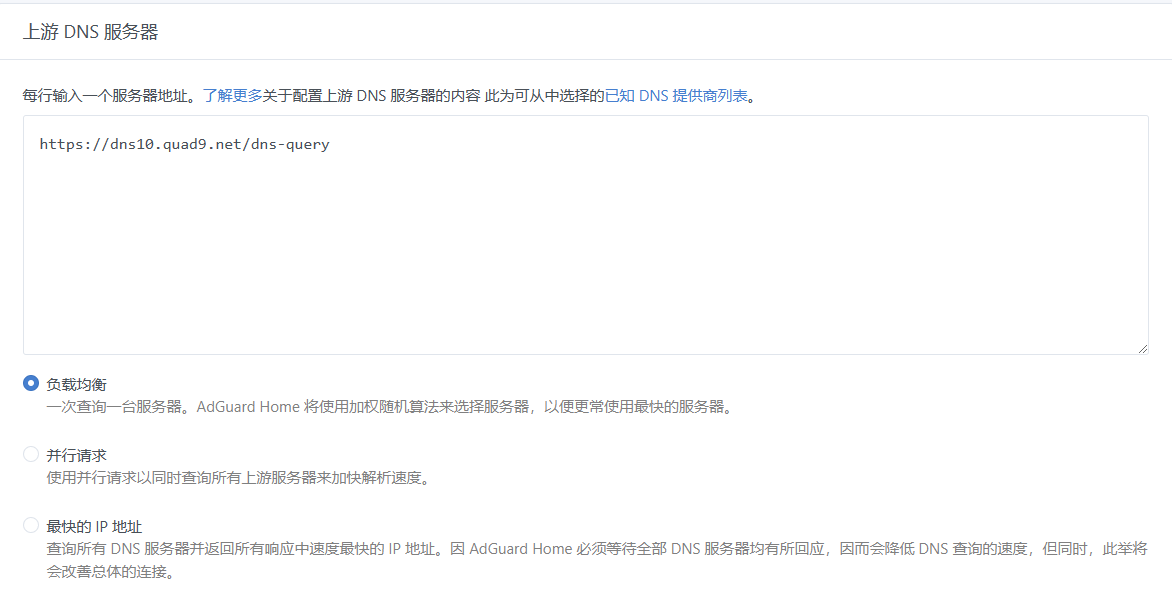 上游 DNS 服务器
每行输入一个服务器地址。了解更多关于配置上游 DNS 服务器的内容 此为可从中选择的已知 DNS 提供商列表。
https://dns10.quad9.net/dns-query
负载均衡
一次查询一台服务器。AdGuard Home 将使用加权随机算法来选择服务器，以便更常使用最快的服务器。
并行请求
使用并行请求以同时查询所有上游服务器来加快解析速度。
最快的 IP 地址
查询所有 DNS 服务器并返回所有响应中速度最快的 IP 地址。因 AdGuard Home 必须等待全部 DNS 服务器均有所回应，因而会降低 DNS 查询的速度，但同时，此举将
会改善总体的连接。